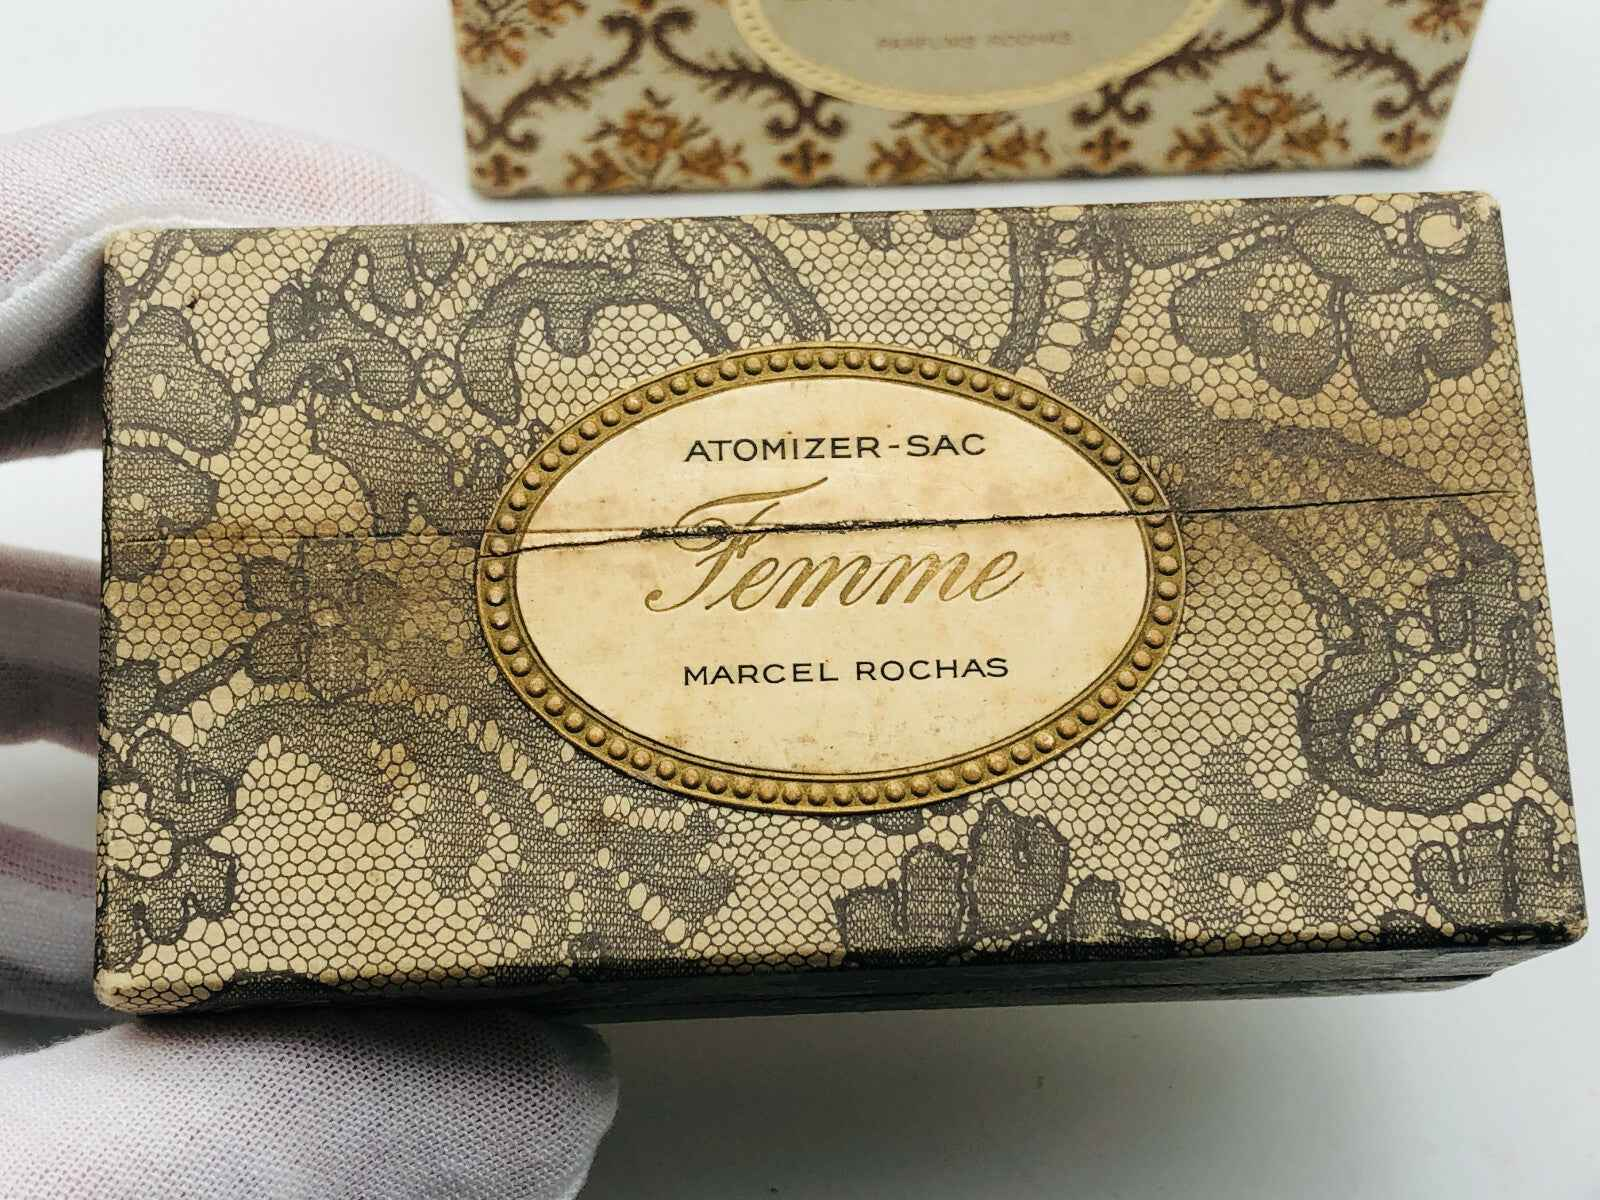 PARFUMS ROCHAS
ATOMIZER-SAC
Femme
MARCEL ROCHAS